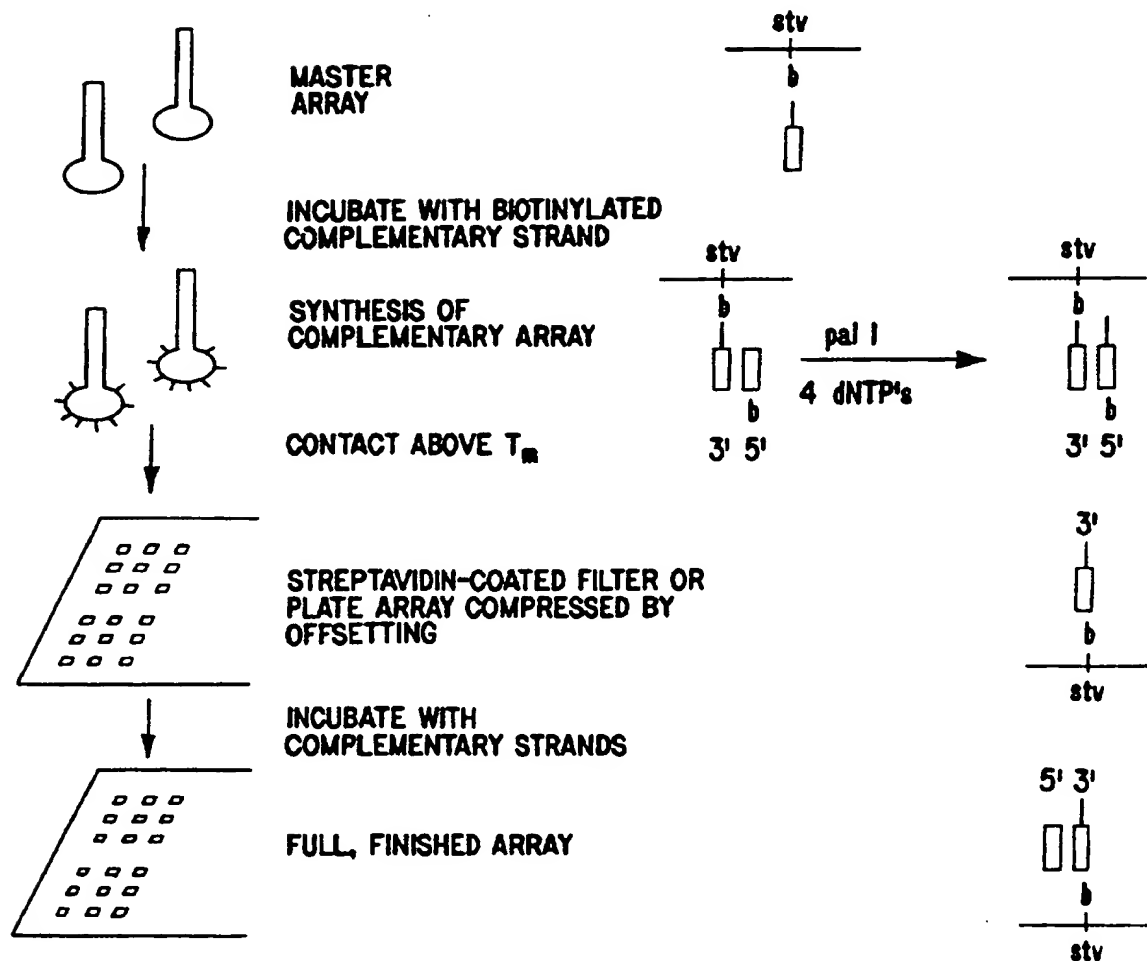 stv
b
MASTER
ARRAY
INCUBATE WITH BIOTINYLATED
COMPLEMENTARY STRAND
stv
b
b
3' 5'
pal I
4 dNTP's
stv
b
b
3' 5'
SYNTHESIS OF
COMPLEMENTARY ARRAY
CONTACT ABOVE Tm
3'
b
stv
STREPTAVIDIN-COATED FILTER OR
PLATE ARRAY COMPRESSED BY
OFFSETTING
INCUBATE WITH
COMPLEMENTARY STRANDS
5' 3'
b
stv
FULL, FINISHED ARRAY